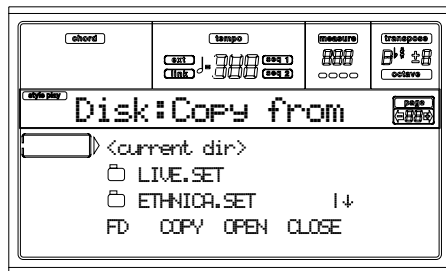 chord tempo measure transpose
ext seq 1
link seq 2
octave
style play
Disk:Copy from
page
<current dir>
LIVE.SET
ETHNICA.SET
FD COPY OPEN CLOSE